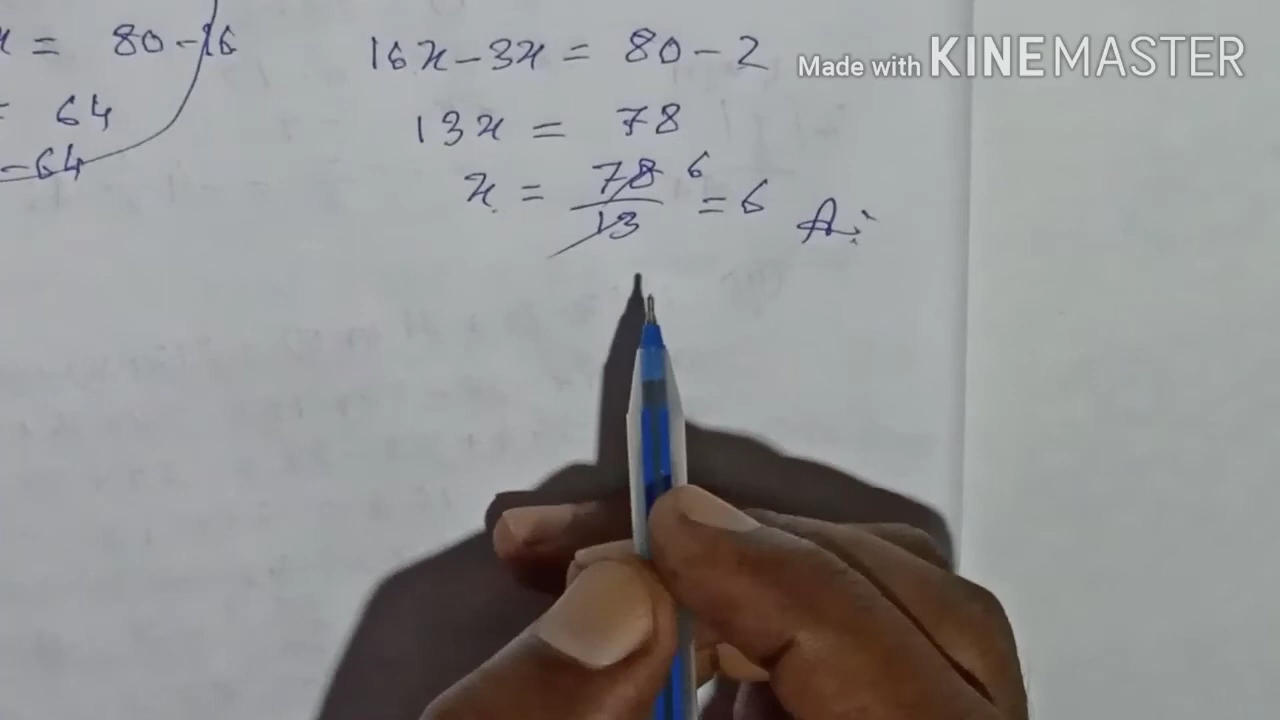 x = 80 - 16
= 64
- 64
16x - 3x = 80 - 2
13x = 78
x = 78/13 6 = 6
Made with KINEMASTER